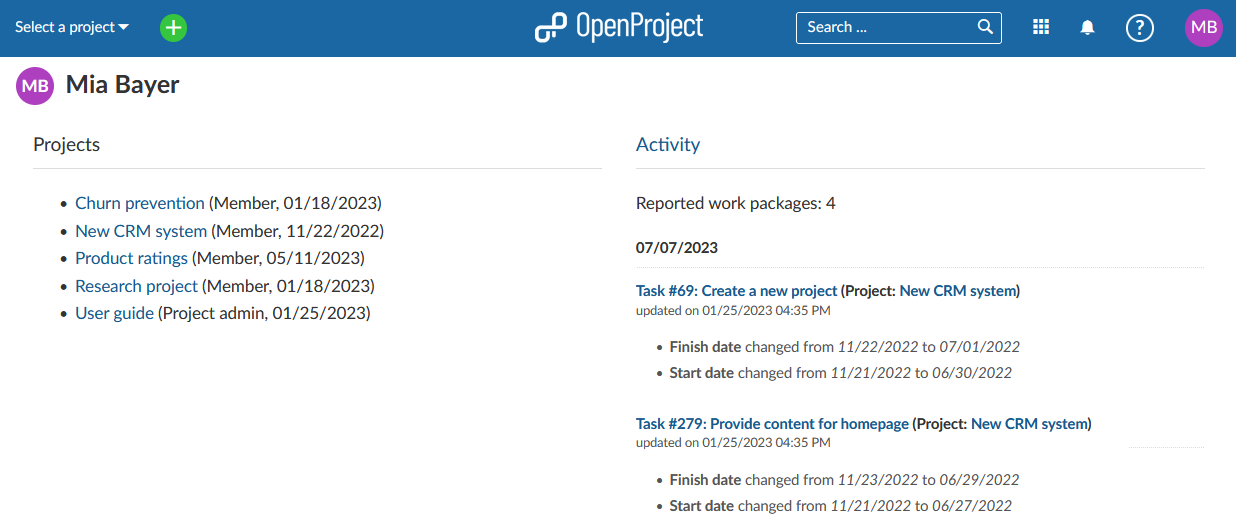 Select a project
OpenProject
Search ...
?
MB
MB Mia Bayer
Projects
Churn prevention (Member, 01/18/2023)
New CRM system (Member, 11/22/2022)
Product ratings (Member, 05/11/2023)
Research project (Member, 01/18/2023)
User guide (Project admin, 01/25/2023)
Activity
Reported work packages: 4
07/07/2023
Task #69: Create a new project (Project: New CRM system)
updated on 01/25/2023 04:35 PM
Finish date changed from 11/22/2022 to 07/01/2022
Start date changed from 11/21/2022 to 06/30/2022
Task #279: Provide content for homepage (Project: New CRM system)
updated on 01/25/2023 04:35 PM
Finish date changed from 11/23/2022 to 06/29/2022
Start date changed from 11/21/2022 to 06/27/2022